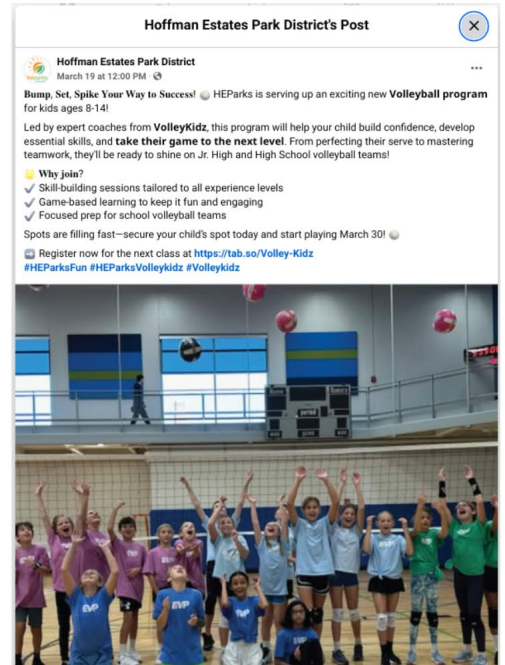 Hoffman Estates Park District's Post
Hoffman Estates Park District
March 19 at 12:00 PM ·
Bump, Set, Spike Your Way to Success! 🏐 HEParks is serving up an exciting new Volleyball program
for kids ages 8-14!
Led by expert coaches from VolleyKidz, this program will help your child build confidence, develop
essential skills, and take their game to the next level. From perfecting their serve to mastering
teamwork, they'll be ready to shine on Jr. High and High School volleyball teams!
🌟 Why join?
✔ Skill-building sessions tailored to all experience levels
✔ Game-based learning to keep it fun and engaging
✔ Focused prep for school volleyball teams
Spots are filling fast—secure your child's spot today and start playing March 30! 🏐
➡ Register now for the next class at https://tab.so/Volley-Kidz
#HEParksFun #HEParksVolleykidz #Volleykidz
period
EVP
EVP
EVP
EVP